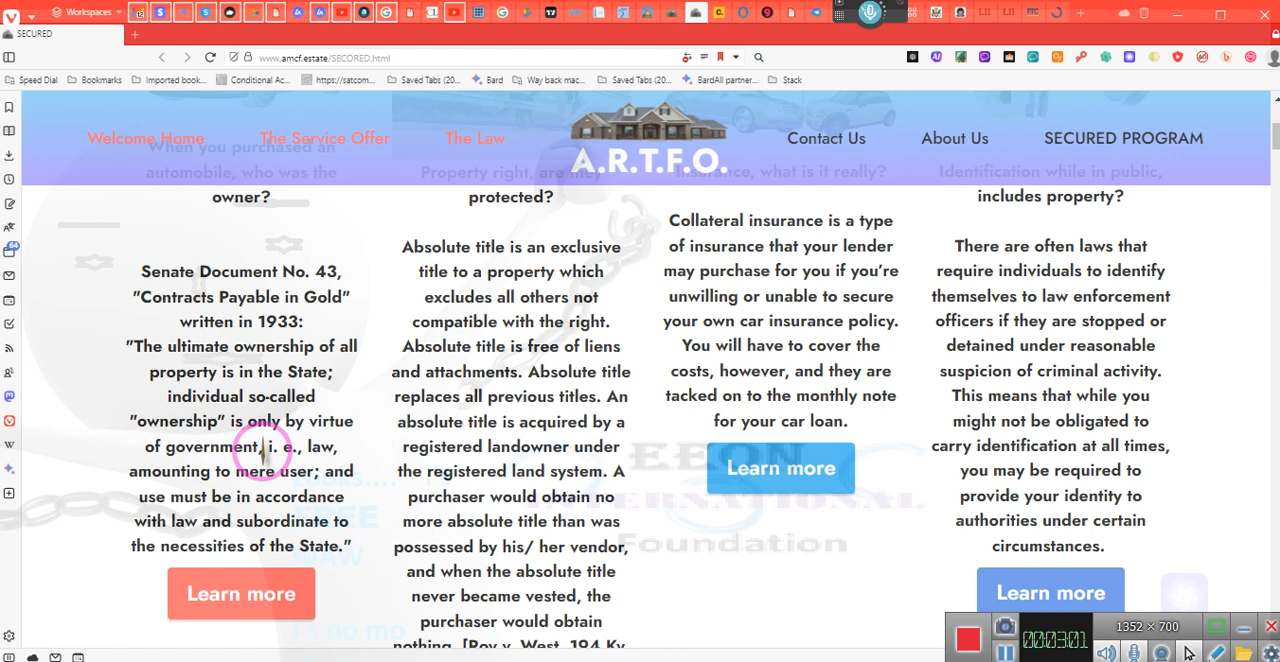 Workspaces
SECURED
www.amcf.estate/SECORED.html
Speed Dial
Bookmarks
Imported book...
Conditional Ac...
https://satcom...
Saved Tabs (20...
Bard
Way back mac...
Saved Tabs (20...
BardAll partner...
Stack
Welcome Home
The Service Offer
The Law
A.R.T.F.O.
Contact Us
About Us
SECURED PROGRAM
When you purchased an
automobile, who was the
owner?
Senate Document No. 43,
"Contracts Payable in Gold"
written in 1933:
"The ultimate ownership of all
property is in the State;
individual so-called
"ownership" is only by virtue
of government, i. e., law,
amounting to mere user; and
use must be in accordance
with law and subordinate to
the necessities of the State."
Learn more
Property right, are they
protected?
Absolute title is an exclusive
title to a property which
excludes all others not
compatible with the right.
Absolute title is free of liens
and attachments. Absolute title
replaces all previous titles. An
absolute title is acquired by a
registered landowner under
the registered land system. A
purchaser would obtain no
more absolute title than was
possessed by his/ her vendor,
and when the absolute title
never became vested, the
purchaser would obtain
nothing. [Roy v. West, 194 Ky
Insurance, what is it really?
Collateral insurance is a type
of insurance that your lender
may purchase for you if you're
unwilling or unable to secure
your own car insurance policy.
You will have to cover the
costs, however, and they are
tacked on to the monthly note
for your car loan.
Learn more
Identification while in public,
includes property?
There are often laws that
require individuals to identify
themselves to law enforcement
officers if they are stopped or
detained under reasonable
suspicion of criminal activity.
This means that while you
might not be obligated to
carry identification at all times,
you may be required to
provide your identity to
authorities under certain
circumstances.
Learn more
EEON
INTERNATIONAL
Foundation
FREE
64
1352 × 700
00:03:01